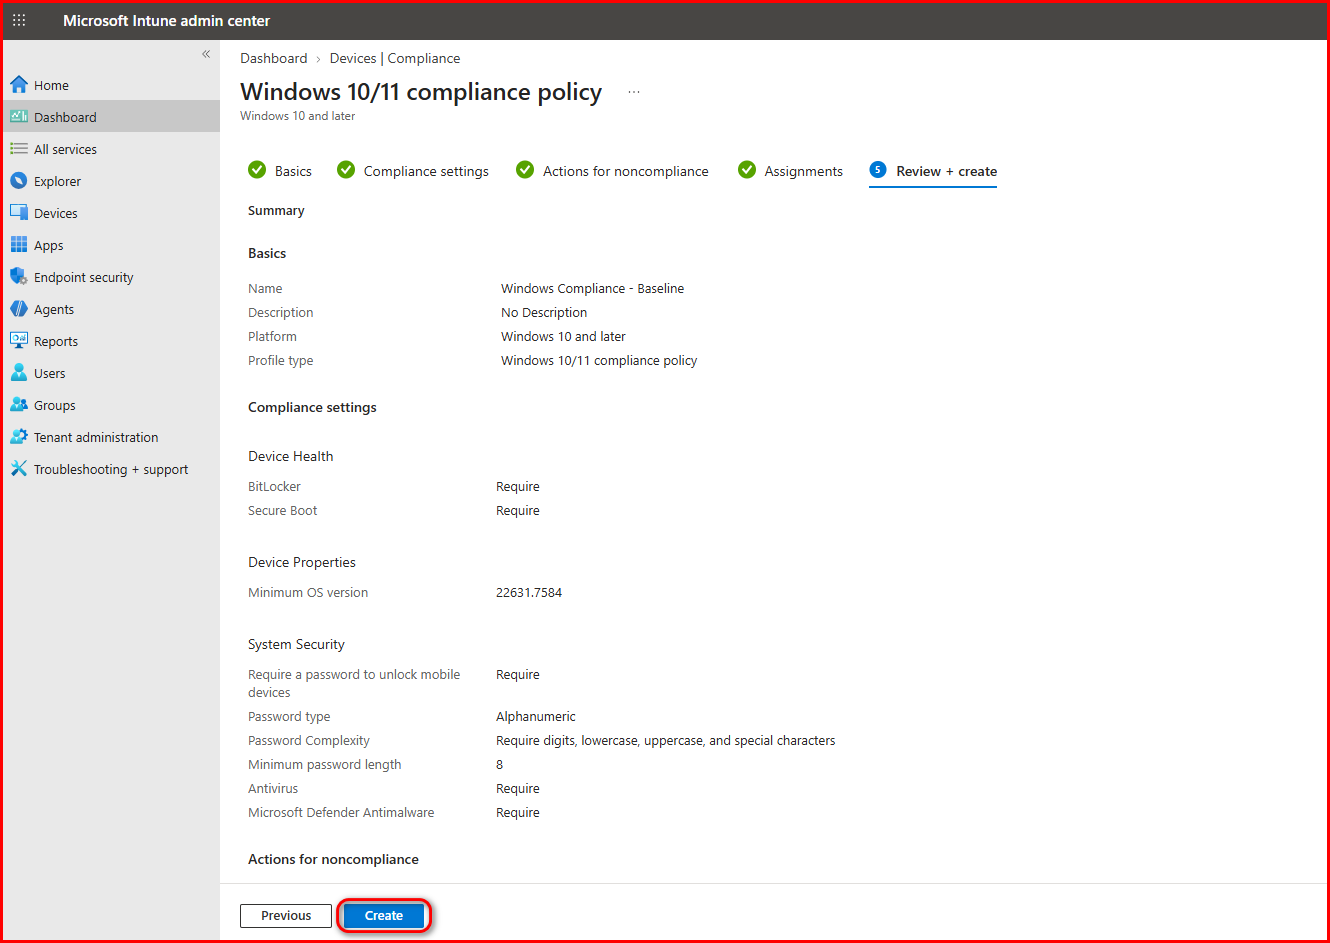 Microsoft Intune admin center
«
Home
Dashboard
All services
Explorer
Devices
Apps
Endpoint security
Agents
Reports
Users
Groups
Tenant administration
Troubleshooting + support
Dashboard › Devices | Compliance
Windows 10/11 compliance policy ...
Windows 10 and later
Basics Compliance settings Actions for noncompliance Assignments 5 Review + create
Summary
Basics
Name Windows Compliance - Baseline
Description No Description
Platform Windows 10 and later
Profile type Windows 10/11 compliance policy
Compliance settings
Device Health
BitLocker Require
Secure Boot Require
Device Properties
Minimum OS version 22631.7584
System Security
Require a password to unlock mobile Require
devices
Password type Alphanumeric
Password Complexity Require digits, lowercase, uppercase, and special characters
Minimum password length 8
Antivirus Require
Microsoft Defender Antimalware Require
Actions for noncompliance
Previous Create